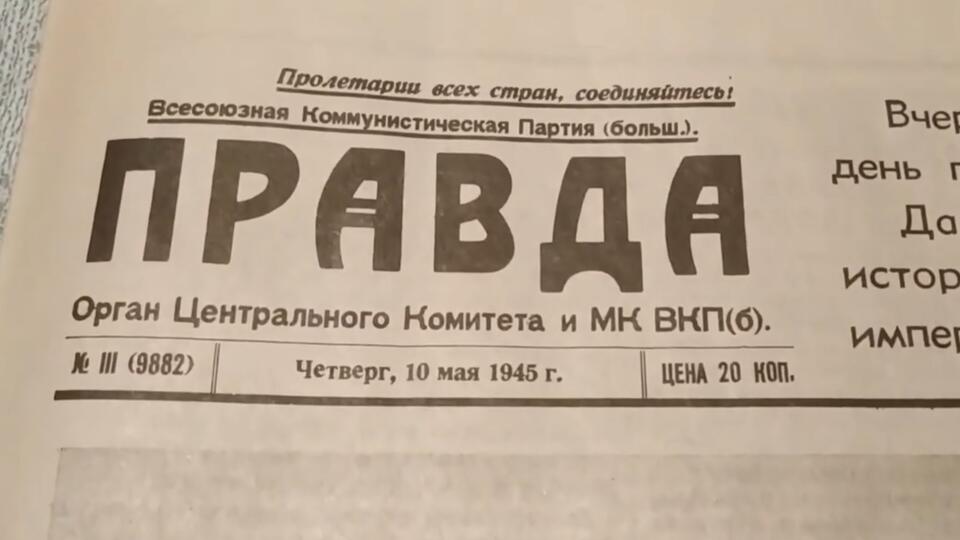 Пролетарии всех стран, соединяйтесь!
Всесоюзная Коммунистическая Партия (больш.).
ПРАВДА
Орган Центрального Комитета и МК ВКП(б).
№ 111 (9882)
Четверг, 10 мая 1945 г.
ЦЕНА 20 КОП.
Вчер
день
Да
истор
импер